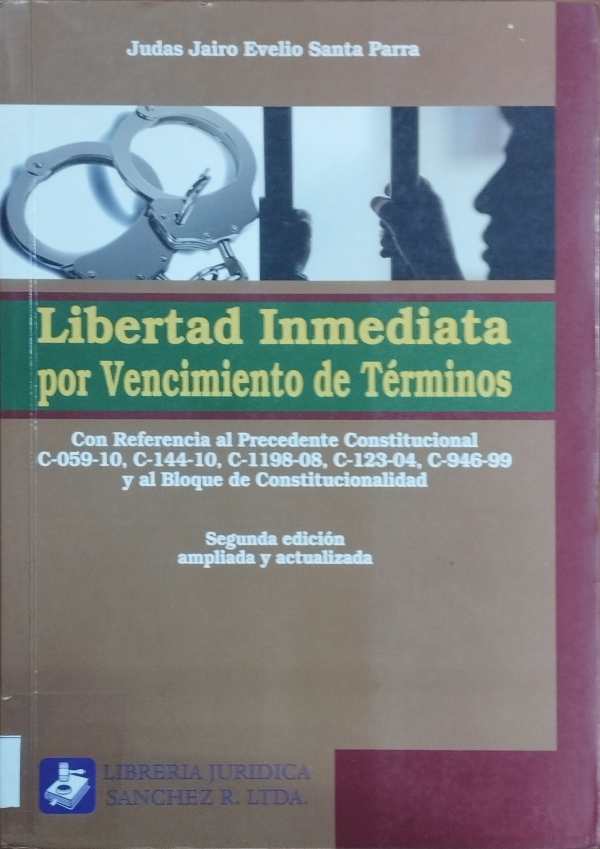 Judas Jairo Evelio Santa Parra
Libertad Inmediata
por Vencimiento de Términos
Con Referencia al Precedente Constitucional
C-059-10, C-144-10, C-1198-08, C-123-04, C-946-99
y al Bloque de Constitucionalidad
Segunda edición
ampliada y actualizada
LIBRERIA JURIDICA
SANCHEZ R. LTDA.